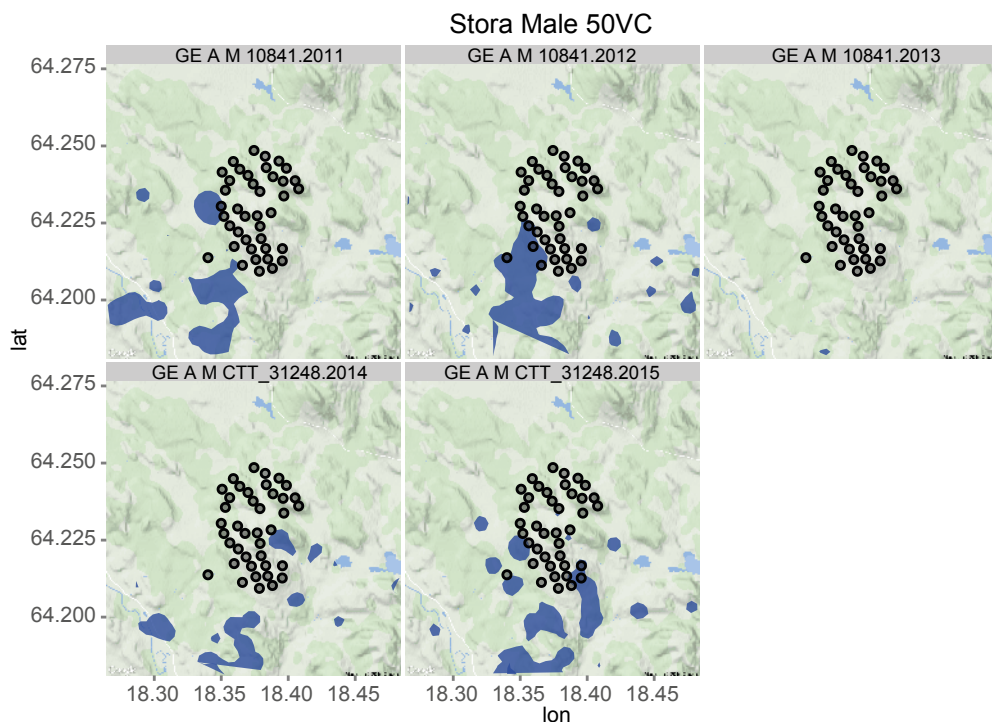 Stora Male 50VC
GE A M 10841.2011
GE A M 10841.2012
GE A M 10841.2013
64.275
64.250
64.225
64.200
GE A M CTT_31248.2014
GE A M CTT_31248.2015
64.275
64.250
64.225
64.200
lat
18.30 18.35 18.40 18.45
18.30 18.35 18.40 18.45
lon